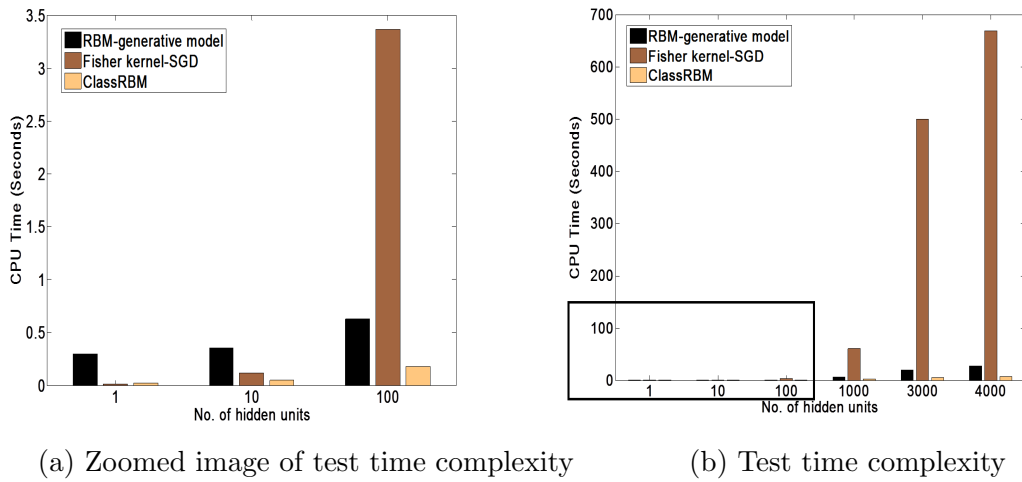 3.5
3
2.5
2
1.5
1
0.5
0
CPU Time (Seconds)
RBM-generative model
Fisher kernel-SGD
ClassRBM
1 10 100
No. of hidden units
(a) Zoomed image of test time complexity
700
600
500
400
300
200
100
0
CPU Time (Seconds)
RBM-generative model
Fisher kernel-SGD
ClassRBM
1 10 100 1000 3000 4000
No. of hidden units
(b) Test time complexity